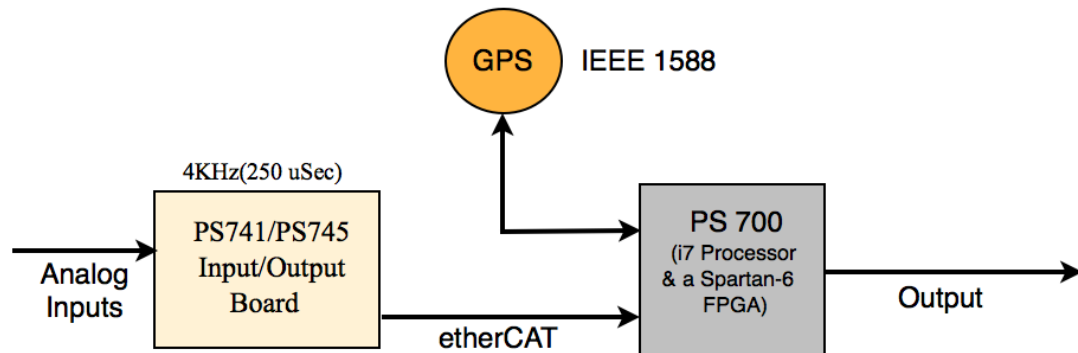 GPS
IEEE 1588
4KHz(250 uSec)
PS741/PS745
Input/Output
Board
Analog
Inputs
etherCAT
PS 700
(i7 Processor
& a Spartan-6
FPGA)
Output